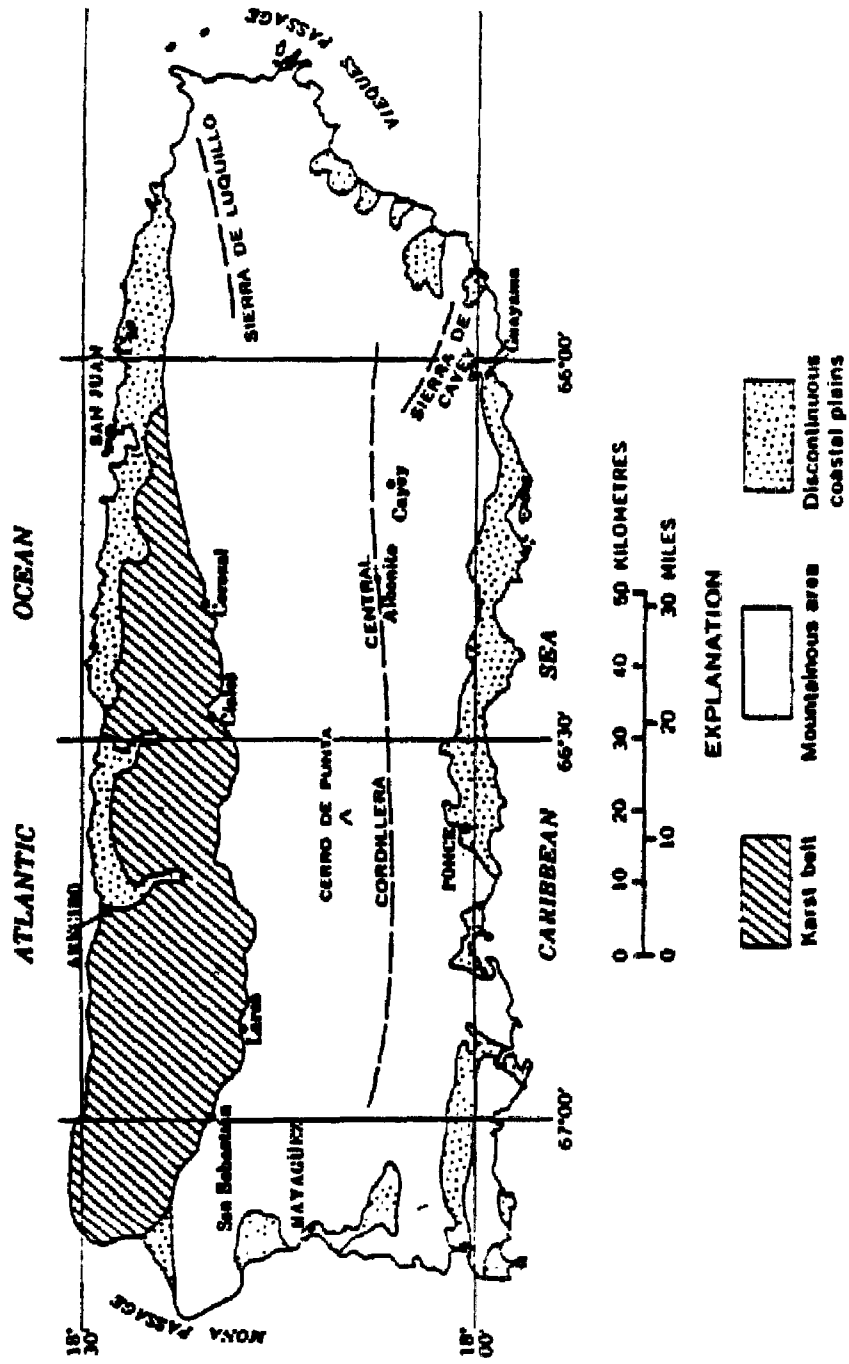 ATLANTIC OCEAN
18°
30'
ARECIBO
SAN JUAN
MONA PASSAGE
VIEQUES PASSAGE
SIERRA DE LUQUILLO
San Sebastian
Lares
Ciales
Corozal
MAYAGÜEZ
CERRO DE PUNTA
CORDILLERA CENTRAL
Aibonito
Cayey
SIERRA DE
CAYEY
PONCE
Guayama
18°
00'
CARIBBEAN SEA
67°00'
66°30'
66°00'
0 10 20 30 40 50 KILOMETRES
0 10 20 30 MILES
EXPLANATION
Karst belt
Mountainous area
Discontinuous
coastal plains